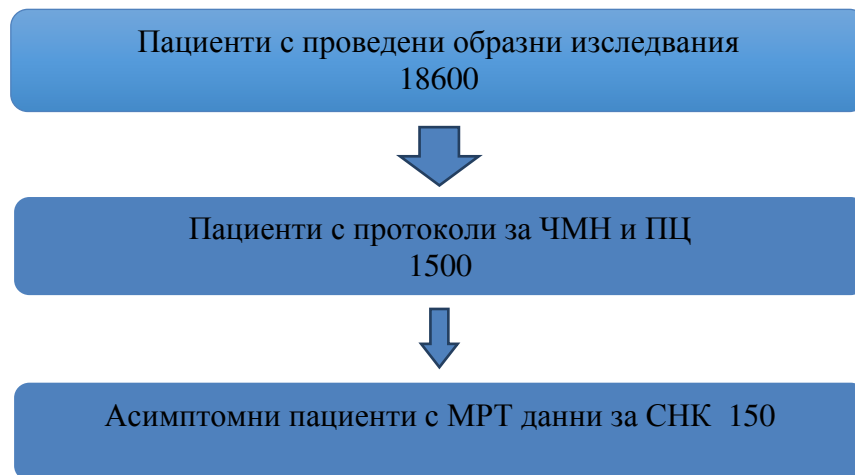 Пациенти с проведени образни изследвания
18600
Пациенти с протоколи за ЧМН и ПЦ
1500
Асимптомни пациенти с МРТ данни за СНК 150